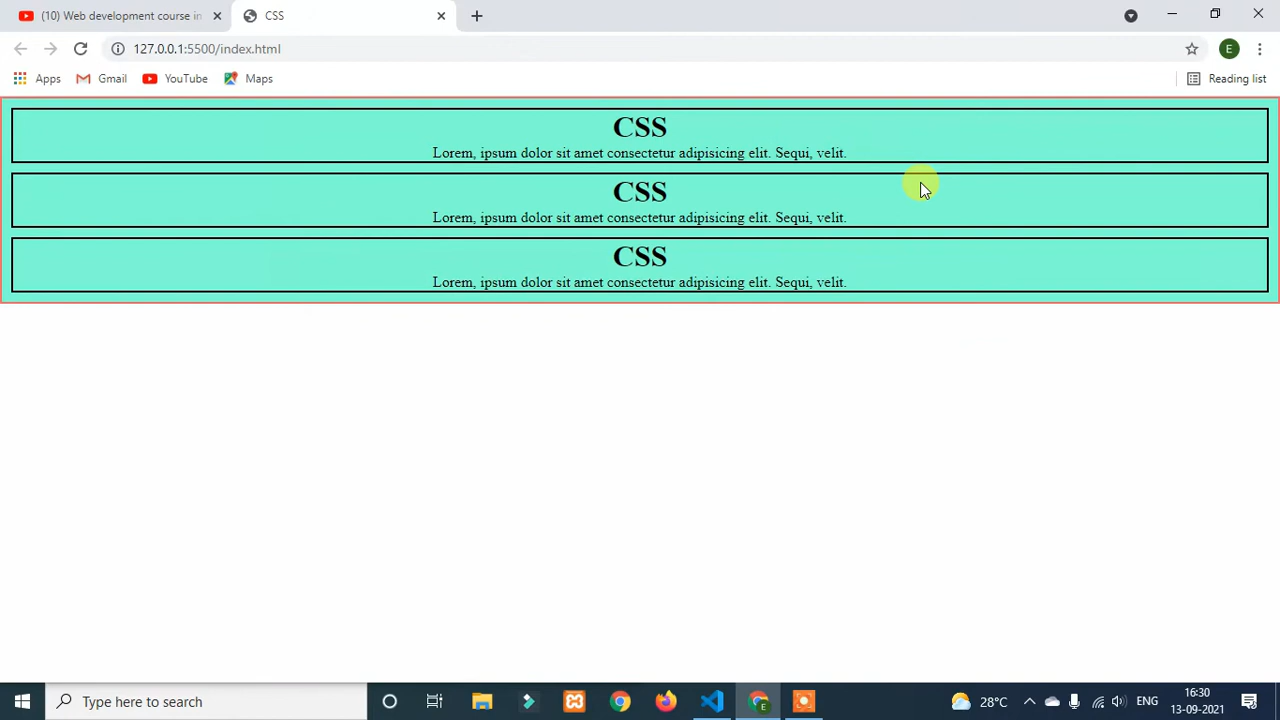 (10) Web development course in
CSS
127.0.0.1:5500/index.html
E
Apps
Gmail
YouTube
Maps
Reading list
CSS
Lorem, ipsum dolor sit amet consectetur adipisicing elit. Sequi, velit.
CSS
Lorem, ipsum dolor sit amet consectetur adipisicing elit. Sequi, velit.
CSS
Lorem, ipsum dolor sit amet consectetur adipisicing elit. Sequi, velit.
Type here to search
28°C
ENG
16:30
13-09-2021